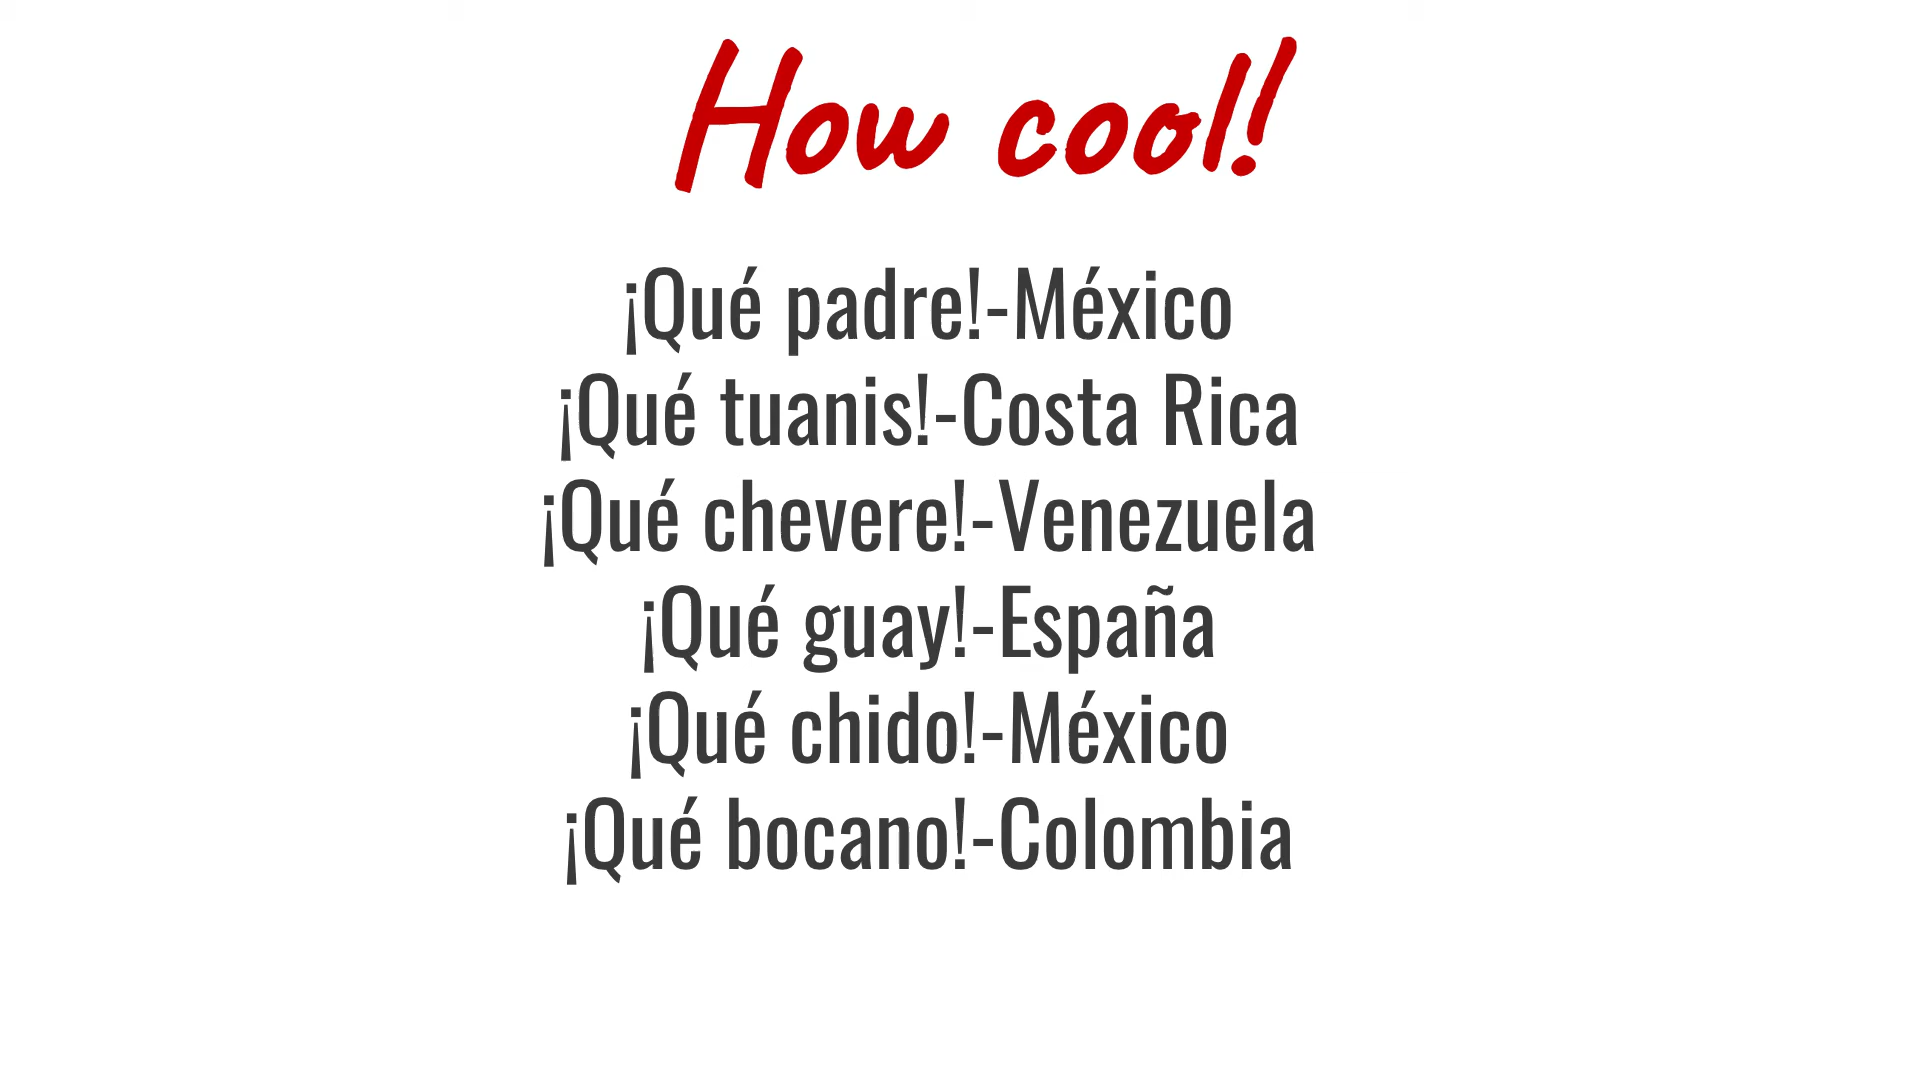 How cool!
¡Qué padre!-México
¡Qué tuanis!-Costa Rica
¡Qué chevere!-Venezuela
¡Qué guay!-España
¡Qué chido!-México
¡Qué bocano!-Colombia